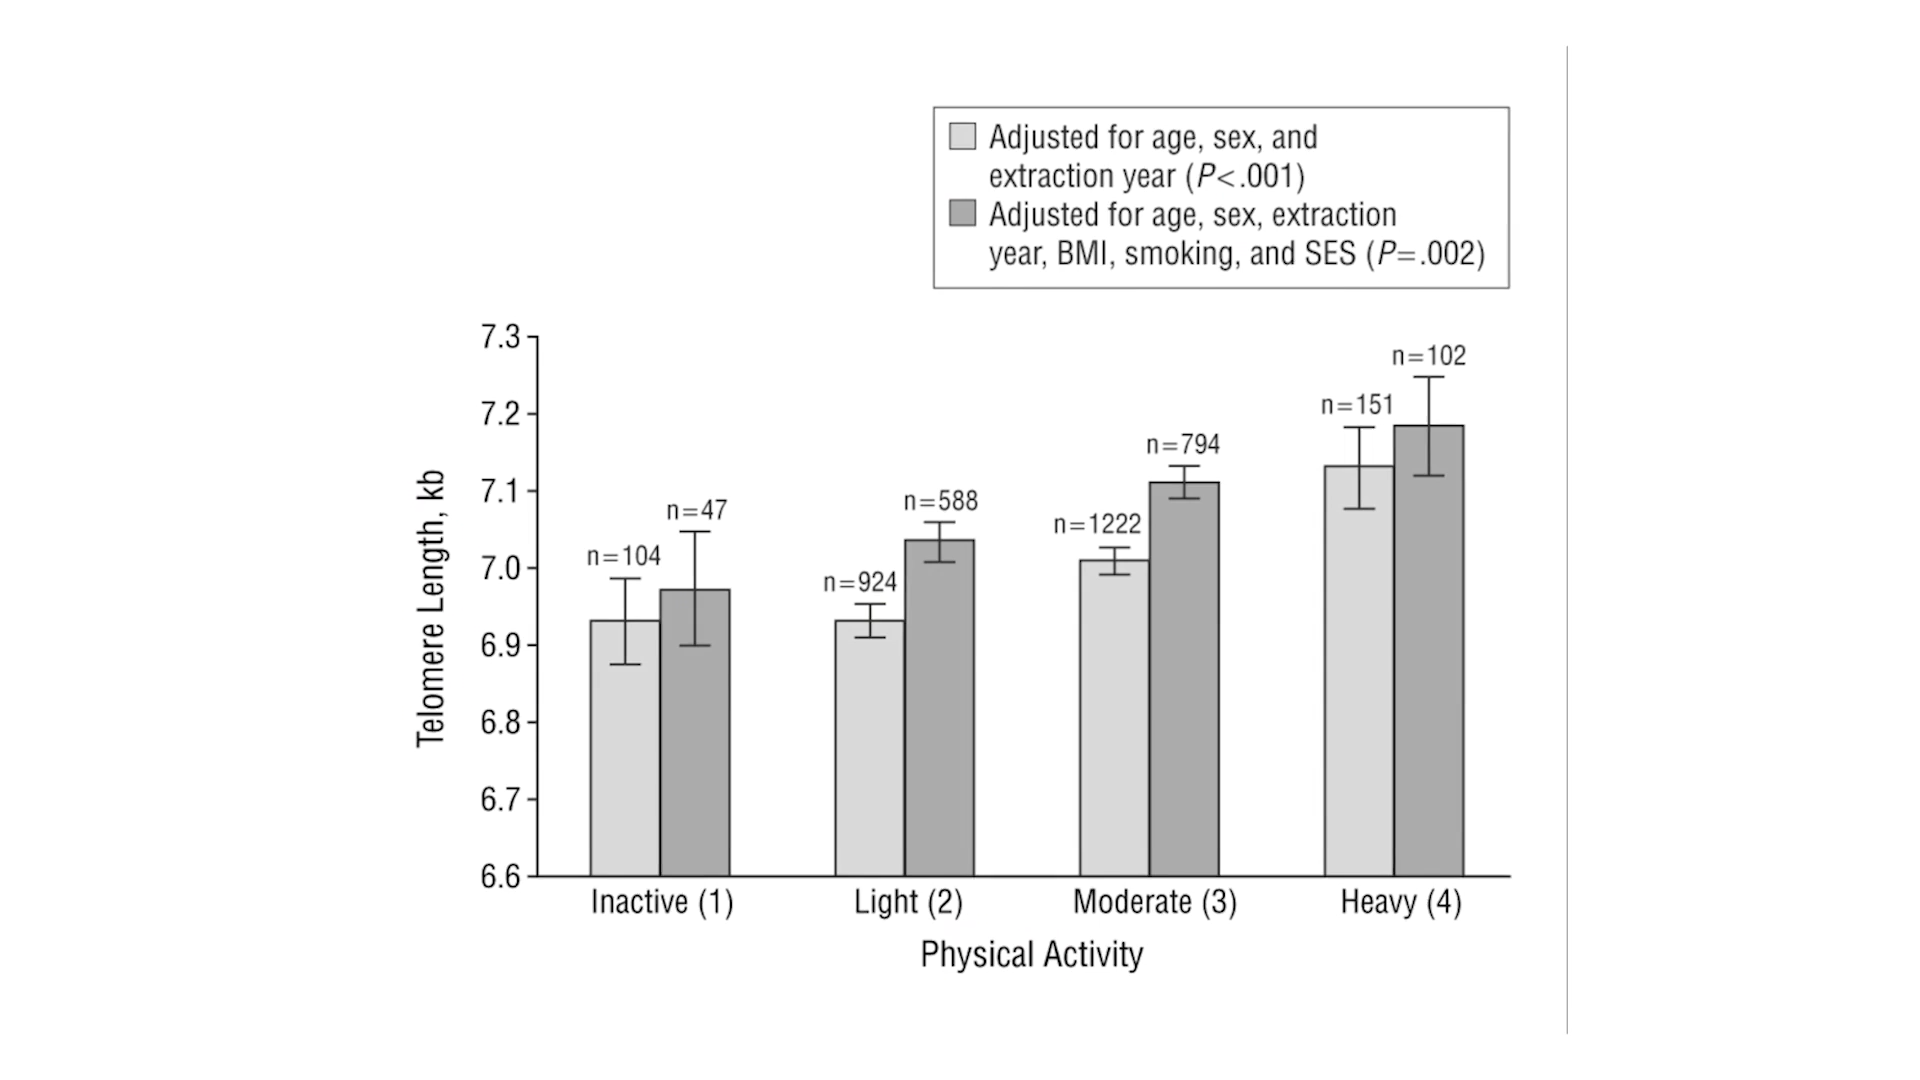 Adjusted for age, sex, and
extraction year (P<.001)
Adjusted for age, sex, extraction
year, BMI, smoking, and SES (P=.002)
7.3
7.2
7.1
7.0
6.9
6.8
6.7
6.6
Telomere Length, kb
n=104
n=47
n=924
n=588
n=1222
n=794
n=151
n=102
Inactive (1)
Light (2)
Moderate (3)
Heavy (4)
Physical Activity